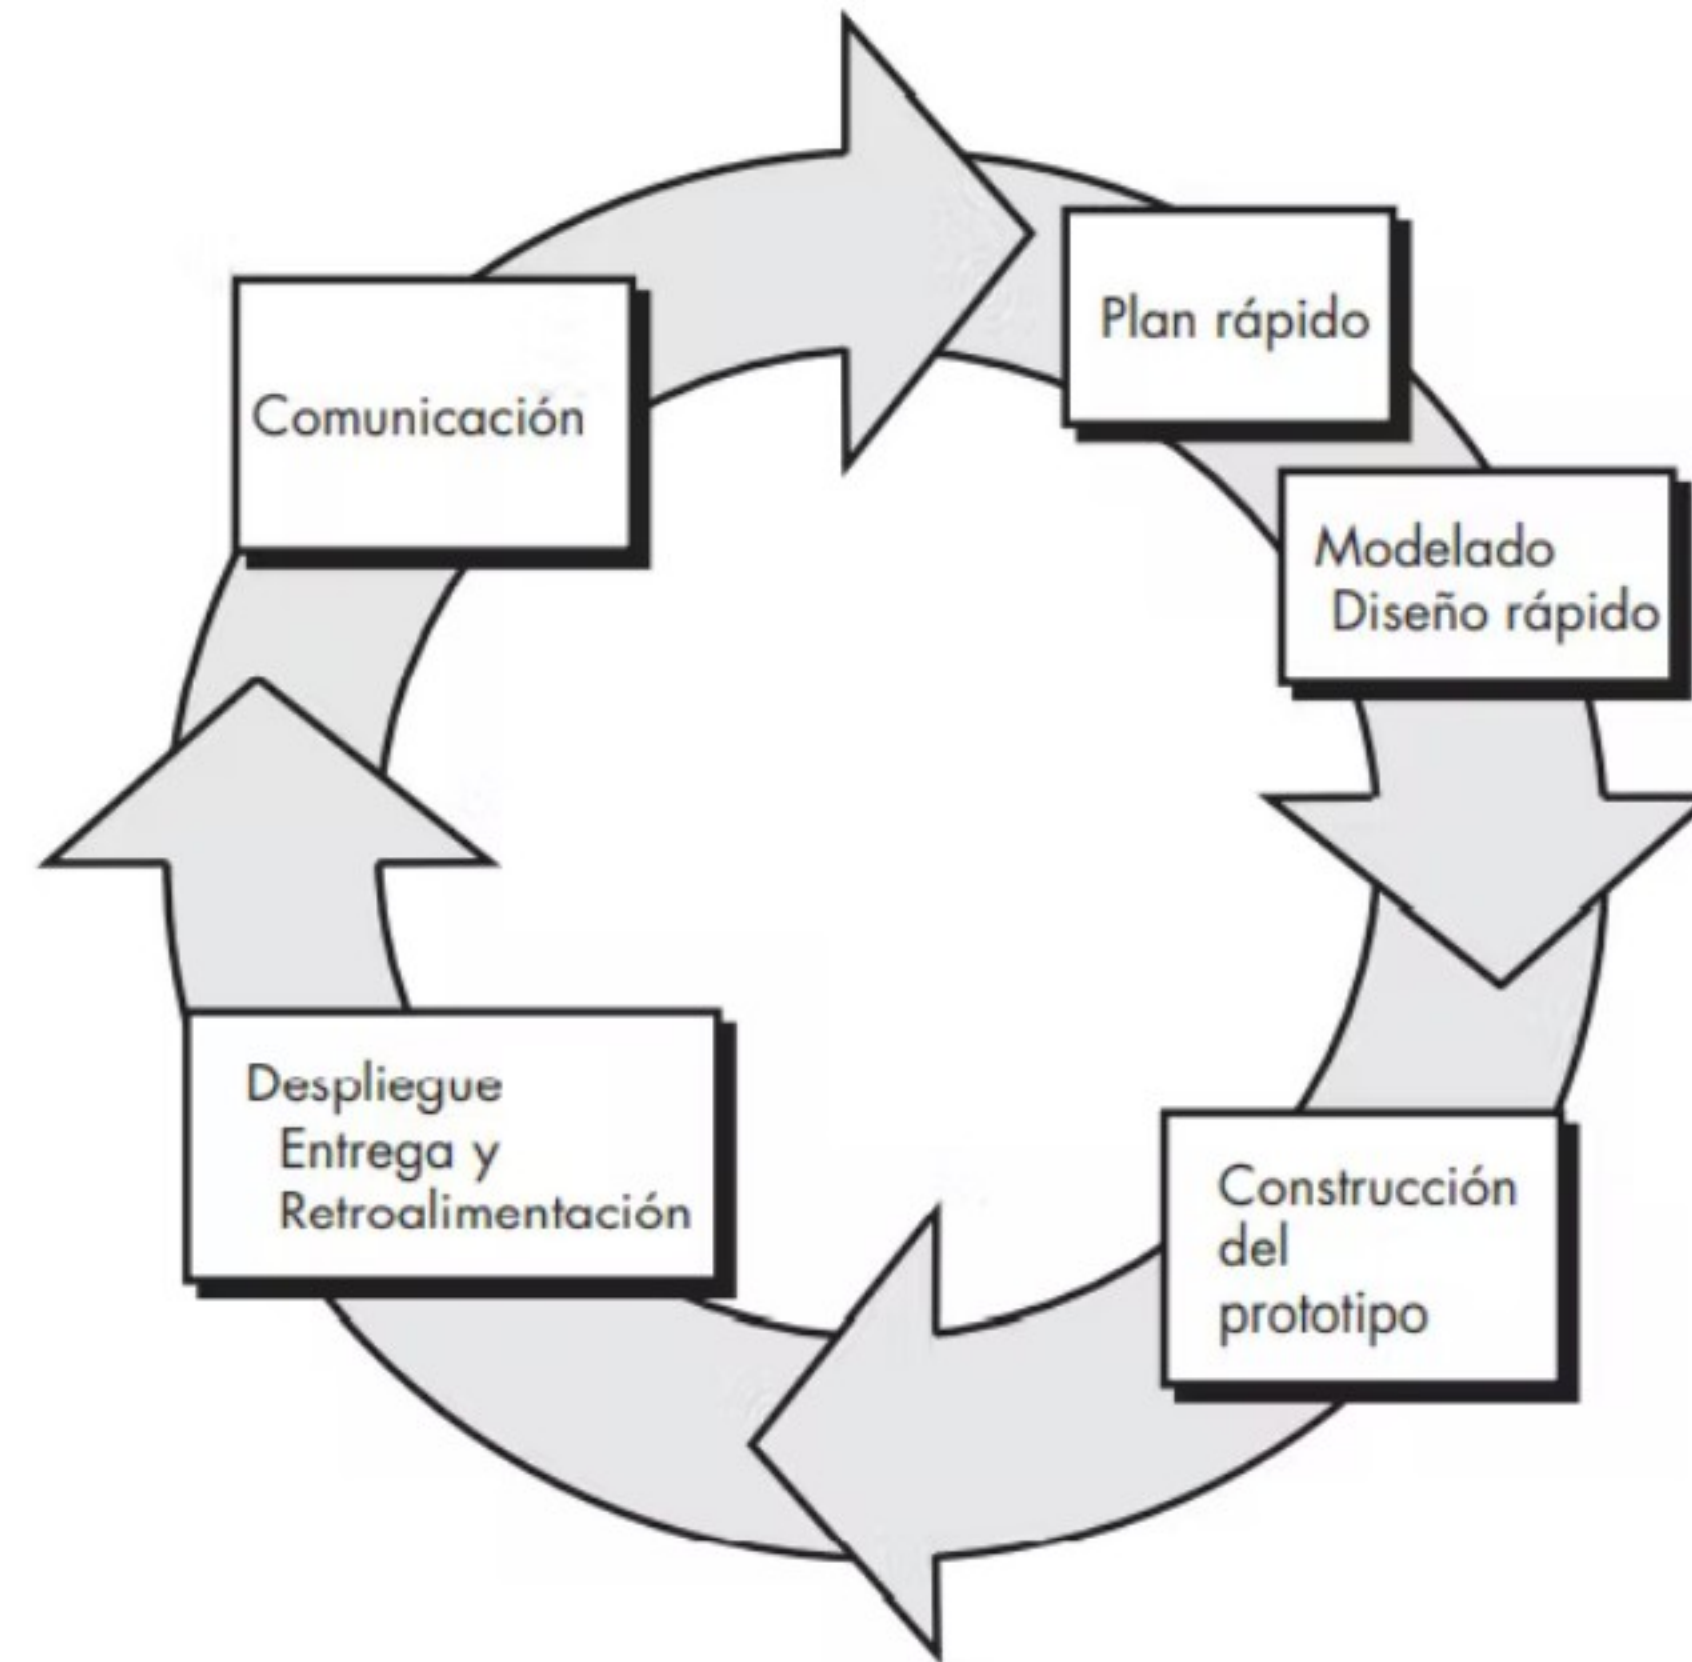 Comunicación
Plan rápido
Modelado
Diseño rápido
Construcción
del
prototipo
Despliegue
Entrega y
Retroalimentación